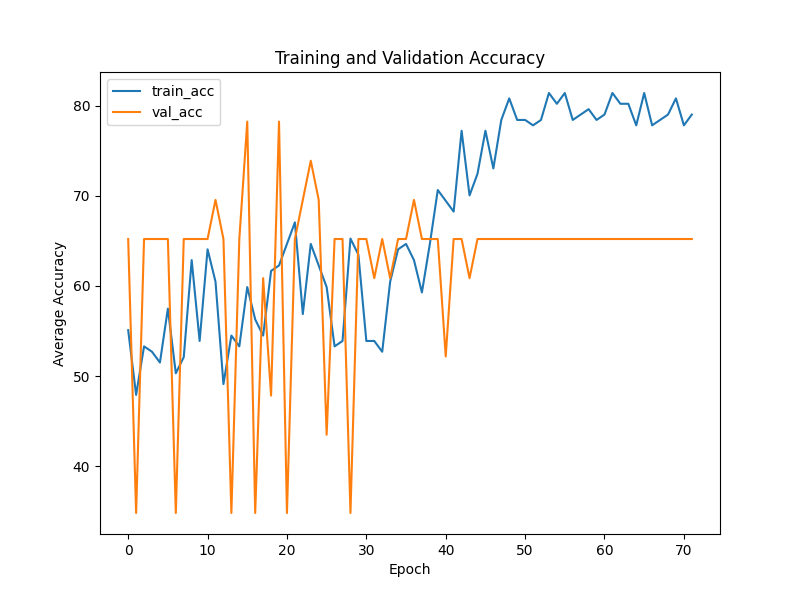 Training and Validation Accuracy
train_acc
val_acc
80
70
60
50
40
Average Accuracy
0 10 20 30 40 50 60 70
Epoch